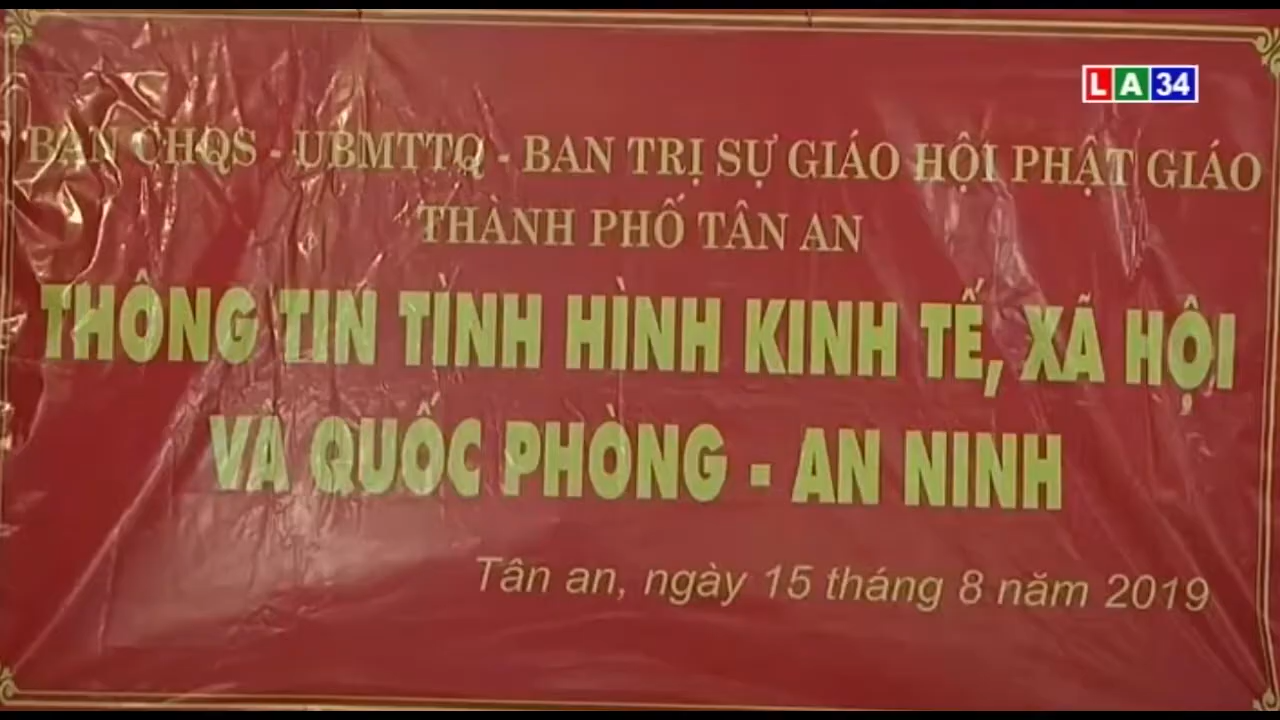 LA34
BAN CHQS - UBMTTQ - BAN TRỊ SỰ GIÁO HỘI PHẬT GIÁO
THÀNH PHỐ TÂN AN
THÔNG TIN TÌNH HÌNH KINH TẾ, XÃ HỘI
VÀ QUỐC PHÒNG - AN NINH
Tân an, ngày 15 tháng 8 năm 2019